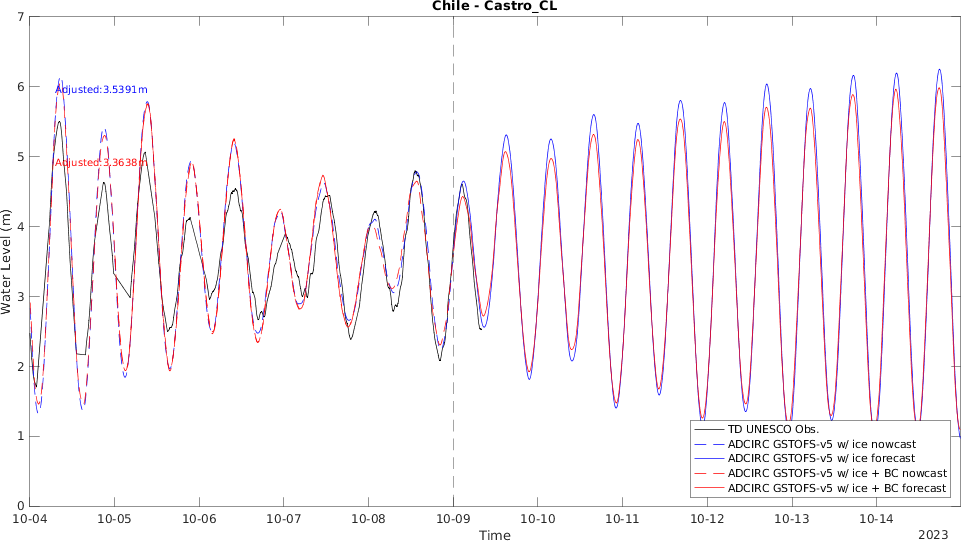 Chile - Castro_CL
7
6
5
4
3
2
1
0
Water Level (m)
Adjusted:3.5391m
Adjusted:3.3638m
TD UNESCO Obs.
ADCIRC GSTOFS-v5 w/ ice nowcast
ADCIRC GSTOFS-v5 w/ ice forecast
ADCIRC GSTOFS-v5 w/ ice + BC nowcast
ADCIRC GSTOFS-v5 w/ ice + BC forecast
10-04 10-05 10-06 10-07 10-08 10-09 10-10 10-11 10-12 10-13 10-14
Time
2023